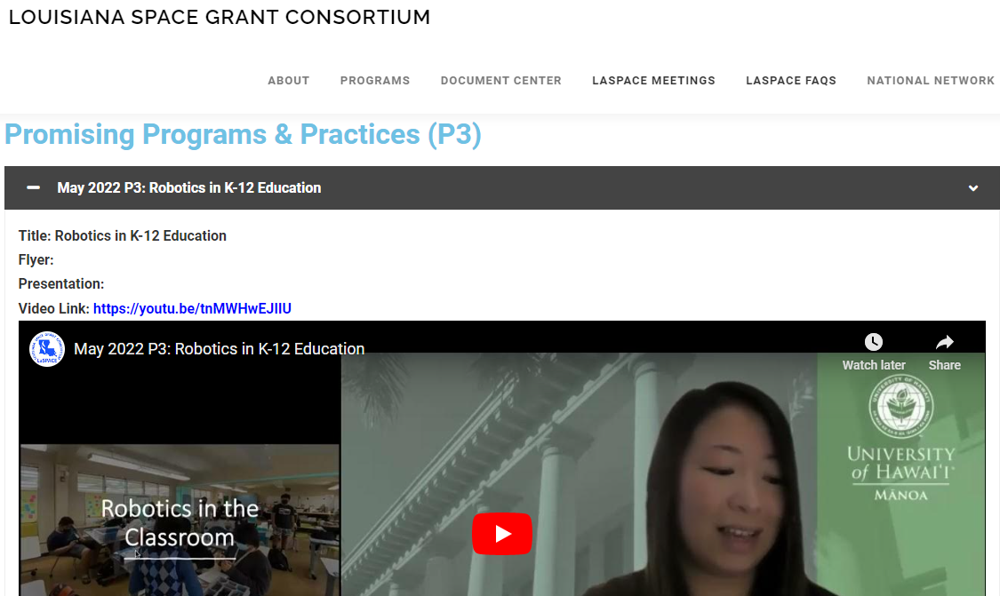 LOUISIANA SPACE GRANT CONSORTIUM
ABOUT PROGRAMS DOCUMENT CENTER LASPACE MEETINGS LASPACE FAQS NATIONAL NETWORK
Promising Programs & Practices (P3)
May 2022 P3: Robotics in K-12 Education
Title: Robotics in K-12 Education
Flyer:
Presentation:
Video Link: https://youtu.be/tnMWHwEJIIU
May 2022 P3: Robotics in K-12 Education
Watch later Share
LaSPACE
UNIVERSITY
of HAWAI'I
MĀNOA
Robotics in the
Classroom